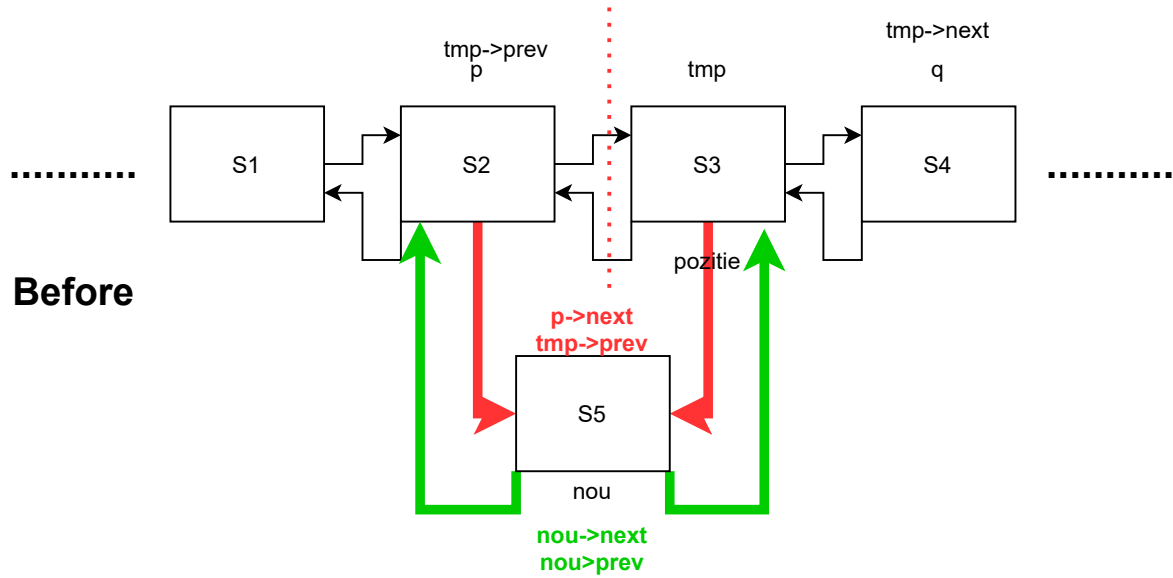 tmp->prev
p
tmp
tmp->next
q
S1
S2
S3
S4
pozitie
Before
p->next
tmp->prev
S5
nou
nou->next
nou>prev